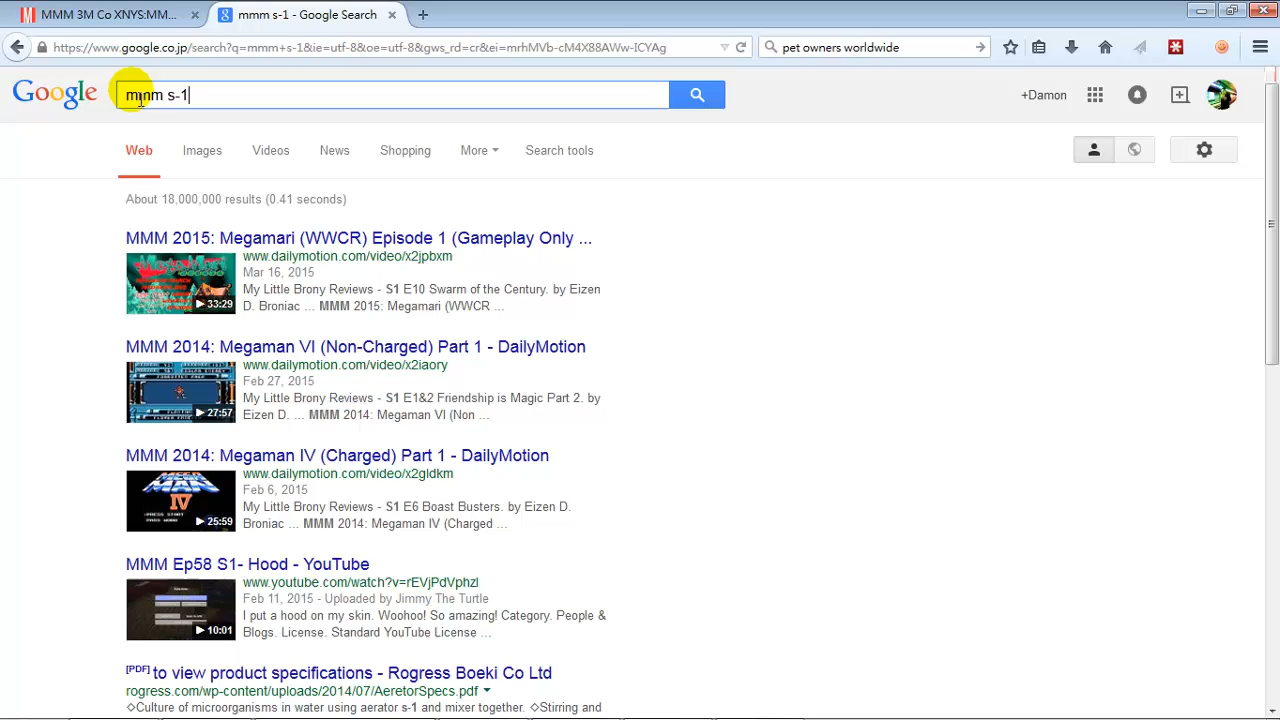 MMM 3M Co XNYS:MM...
mmm s-1 - Google Search
https://www.google.co.jp/search?q=mmm+s-1&ie=utf-8&oe=utf-8&gws_rd=cr&ei=mrhMVb-cM4X88AWw-ICYAg
pet owners worldwide
Google
mmm s-1
+Damon
Web Images Videos News Shopping More Search tools
About 18,000,000 results (0.41 seconds)
MMM 2015: Megamari (WWCR) Episode 1 (Gameplay Only ...
www.dailymotion.com/video/x2jpbxm
Mar 16, 2015
My Little Brony Reviews - S1 E10 Swarm of the Century. by Eizen
D. Broniac ... MMM 2015: Megamari (WWCR ...
33:29
MMM 2014: Megaman VI (Non-Charged) Part 1 - DailyMotion
www.dailymotion.com/video/x2iaory
Feb 27, 2015
My Little Brony Reviews - S1 E1&2 Friendship is Magic Part 2. by
Eizen D. ... MMM 2014: Megaman VI (Non ...
27:57
MMM 2014: Megaman IV (Charged) Part 1 - DailyMotion
www.dailymotion.com/video/x2gldkm
Feb 6, 2015
My Little Brony Reviews - S1 E6 Boast Busters. by Eizen D.
Broniac ... MMM 2014: Megaman IV (Charged ...
25:59
MMM Ep58 S1- Hood - YouTube
www.youtube.com/watch?v=rEVjPdVphzI
Feb 11, 2015 - Uploaded by Jimmy The Turtle
I put a hood on my skin. Woohoo! So amazing! Category. People &
Blogs. License. Standard YouTube License ...
10:01
[PDF] to view product specifications - Rogress Boeki Co Ltd
rogress.com/wp-content/uploads/2014/07/AeretorSpecs.pdf
◇Culture of microorganisms in water using aerator s-1 and mixer together. ◇Stirring and